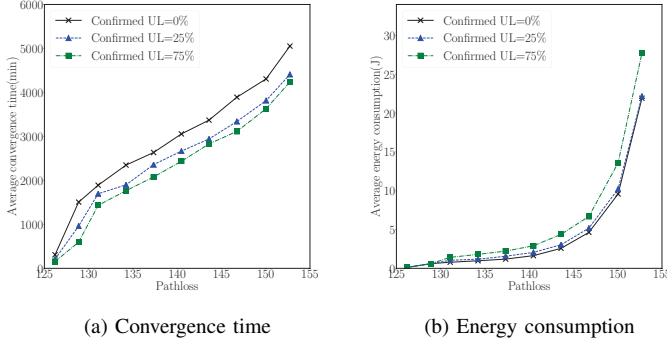 6000
5000
4000
3000
2000
1000
0
Average convergence time(min)
Confirmed UL=0%
Confirmed UL=25%
Confirmed UL=75%
125 130 135 140 145 150 155
Pathloss
(a) Convergence time
30
25
20
15
10
5
0
Average energy consumption(J)
Confirmed UL=0%
Confirmed UL=25%
Confirmed UL=75%
125 130 135 140 145 150 155
Pathloss
(b) Energy consumption